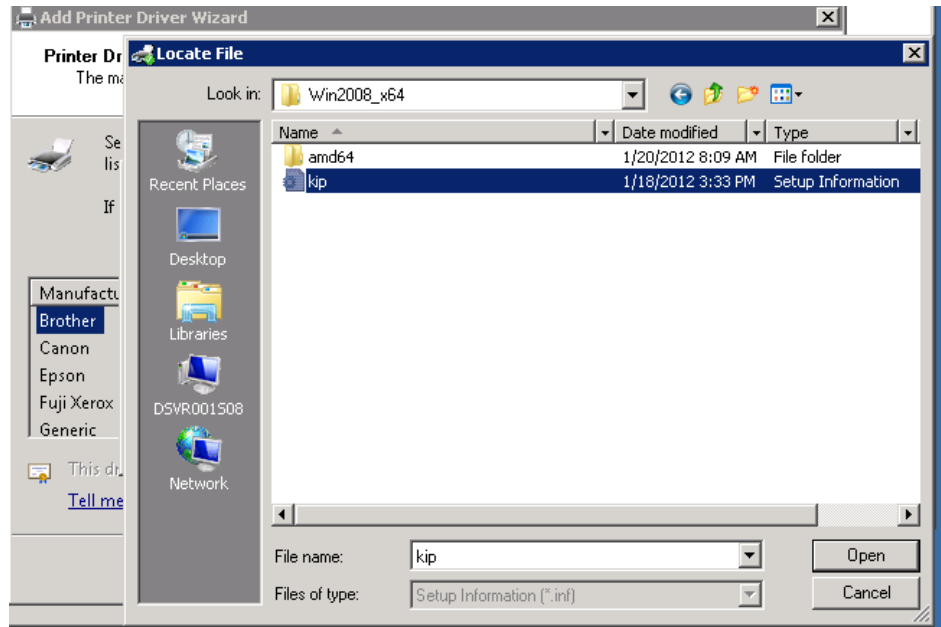 Add Printer Driver Wizard
Printer Dr
The ma
Se
lis
If
Manufactu
Brother
Canon
Epson
Fuji Xerox
Generic
This dr
Tell me
Locate File
Look in: Win2008_x64
Name Date modified Type
amd64 1/20/2012 8:09 AM File folder
kip 1/18/2012 3:33 PM Setup Information
Recent Places
Desktop
Libraries
DSVR001S08
Network
File name: kip Open
Files of type: Setup Information (*.inf) Cancel